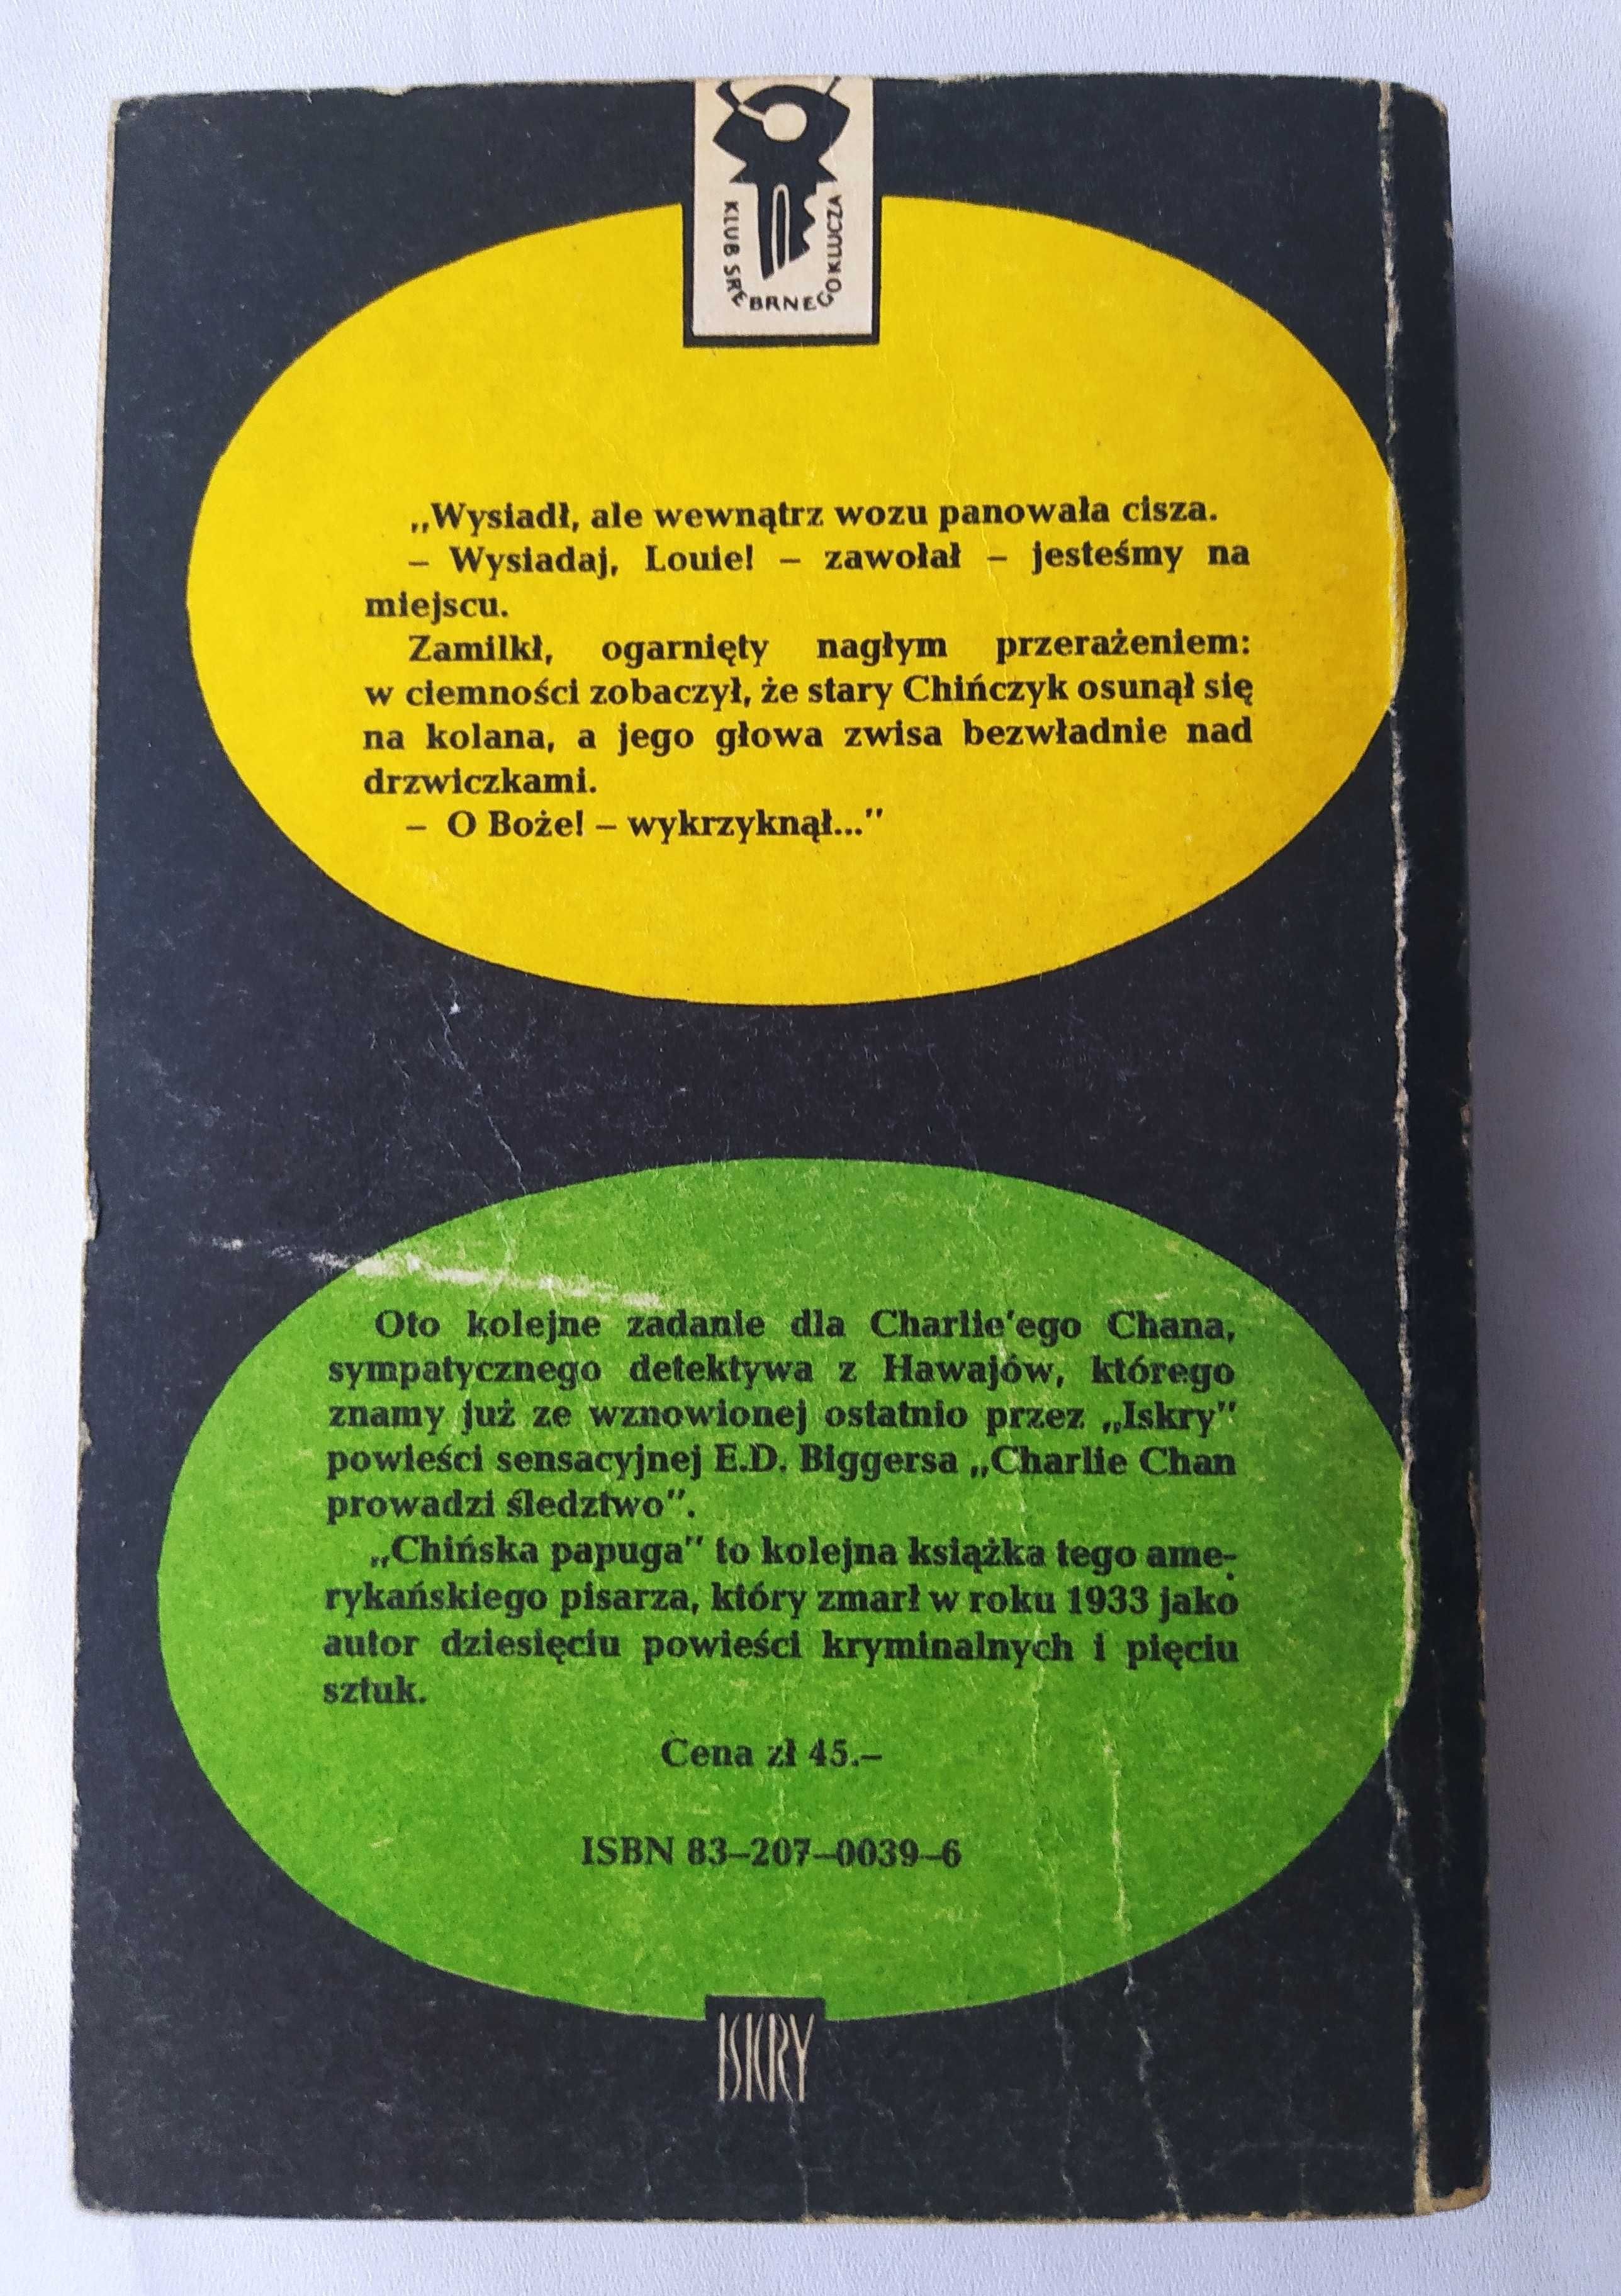 KLUB SREBRNEGO KLUCZA
„Wysiadł, ale wewnątrz wozu panowała cisza.
– Wysiadaj, Louie! – zawołał – jesteśmy na
miejscu.
Zamilkł, ogarnięty nagłym przerażeniem:
w ciemności zobaczył, że stary Chińczyk osunął się
na kolana, a jego głowa zwisa bezwładnie nad
drzwiczkami.
– O Boże! – wykrzyknął..."
Oto kolejne zadanie dla Charlie'ego Chana,
sympatycznego detektywa z Hawajów, którego
znamy już ze wznowionej ostatnio przez „Iskry"
powieści sensacyjnej E.D. Biggersa „Charlie Chan
prowadzi śledztwo".
„Chińska papuga" to kolejna książka tego ame-
rykańskiego pisarza, który zmarł w roku 1933 jako
autor dziesięciu powieści kryminalnych i pięciu
sztuk.
Cena zł 45.–
ISBN 83–207–0039–6
ISKRY